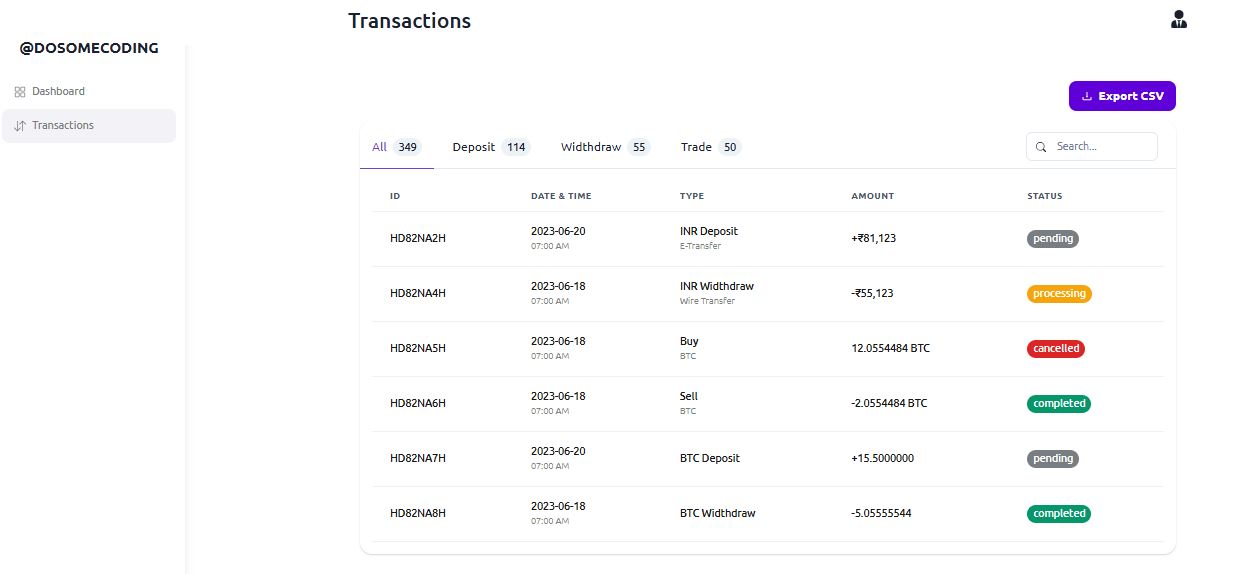 Transactions
@DOSOMECODING
Dashboard
Transactions
Export CSV
All 349 Deposit 114 Widthdraw 55 Trade 50 Search...
ID DATE & TIME TYPE AMOUNT STATUS
HD82NA2H 2023-06-20 INR Deposit +₹81,123 pending
07:00 AM E-Transfer
HD82NA4H 2023-06-18 INR Widthdraw -₹55,123 processing
07:00 AM Wire Transfer
HD82NA5H 2023-06-18 Buy 12.0554484 BTC cancelled
07:00 AM BTC
HD82NA6H 2023-06-18 Sell -2.0554484 BTC completed
07:00 AM BTC
HD82NA7H 2023-06-20 BTC Deposit +15.5000000 pending
07:00 AM
HD82NA8H 2023-06-18 BTC Widthdraw -5.05555544 completed
07:00 AM